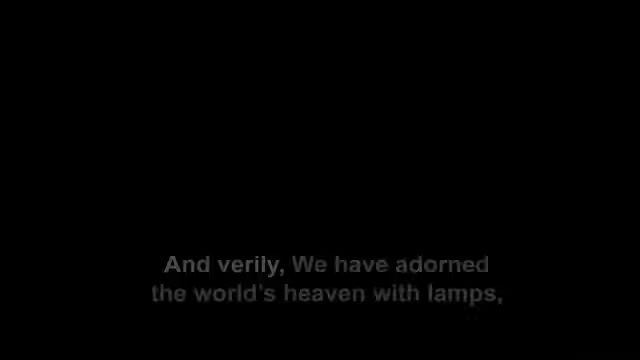 And verily, We have adorned
the world's heaven with lamps,